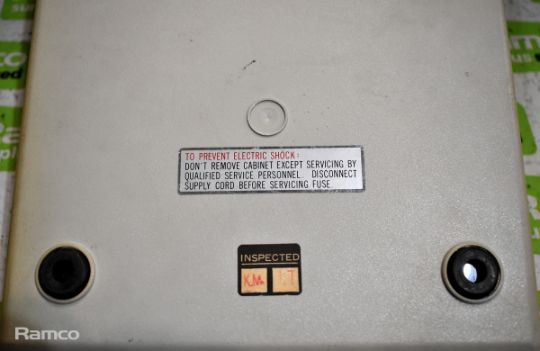 TO PREVENT ELECTRIC SHOCK:
DON'T REMOVE CABINET EXCEPT SERVICING BY
QUALIFIED SERVICE PERSONNEL. DISCONNECT
SUPPLY CORD BEFORE SERVICING FUSE.
INSPECTED
Ramco